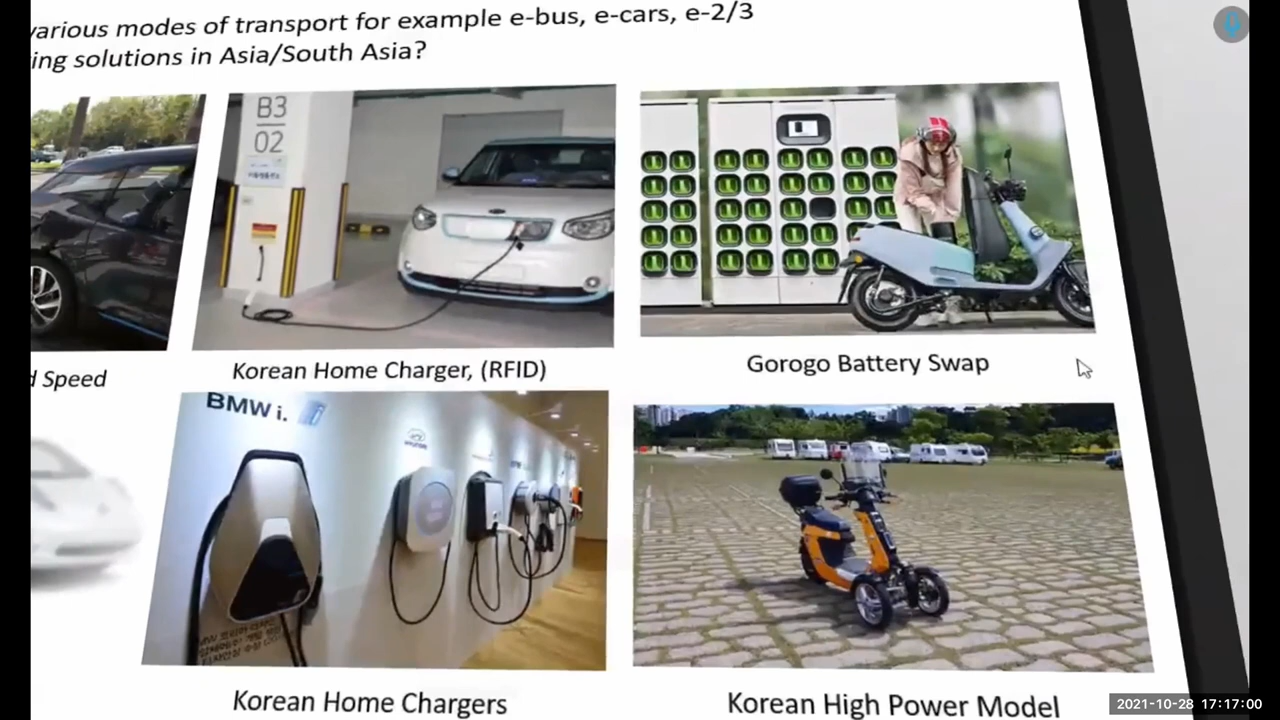 various modes of transport for example e-bus, e-cars, e-2/3
ing solutions in Asia/South Asia?
B3
02
d Speed
Korean Home Charger, (RFID)
Gorogo Battery Swap
BMW i.
HYUNDAI
Korean Home Chargers
Korean High Power Model
2021-10-28 17:17:00